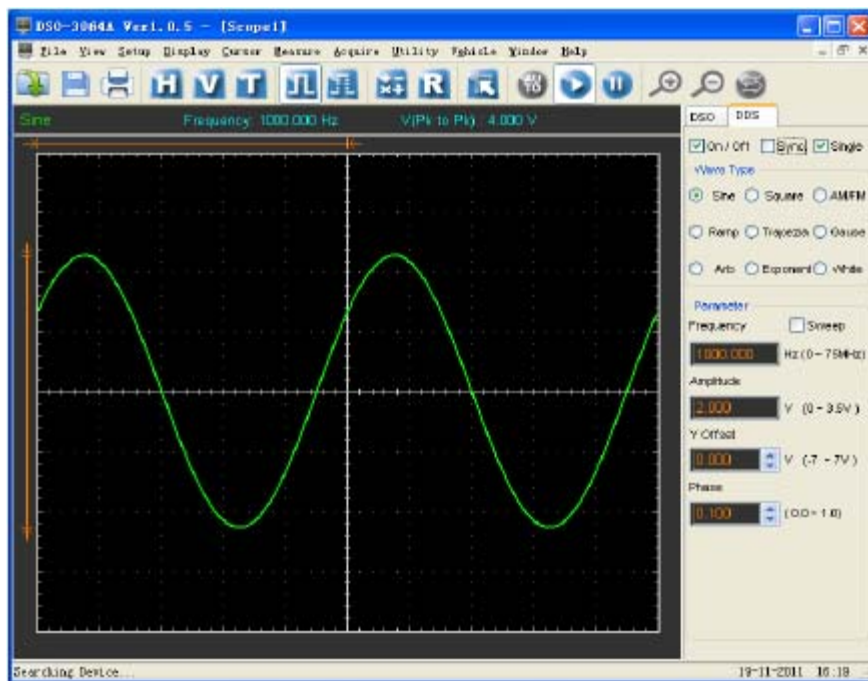 DSO-3064A Ver1.0.5 - [Scope1]
File View Setup Display Cursor Measure Acquire Utility Vehicle Window Help
H V T R AU TO
Sine Frequency: 1000.000 Hz V(Pk to Pk) : 4.000 V
DSO DDS
On / Off Sync Single
Wave Type
Sine Square AM/FM
Ramp Trapezia Gause
Arb Exponent White
Parameter
Frequency Sweep
1000.000 Hz (0 ~ 75MHz)
Amplitude
2.000 V (0 ~ 3.5V )
Y Offset
0.000 V (-7 ~ 7V)
Phase
0.100 ( 0.0 ~ 1.0)
Searching Device... 19-11-2011 16:19